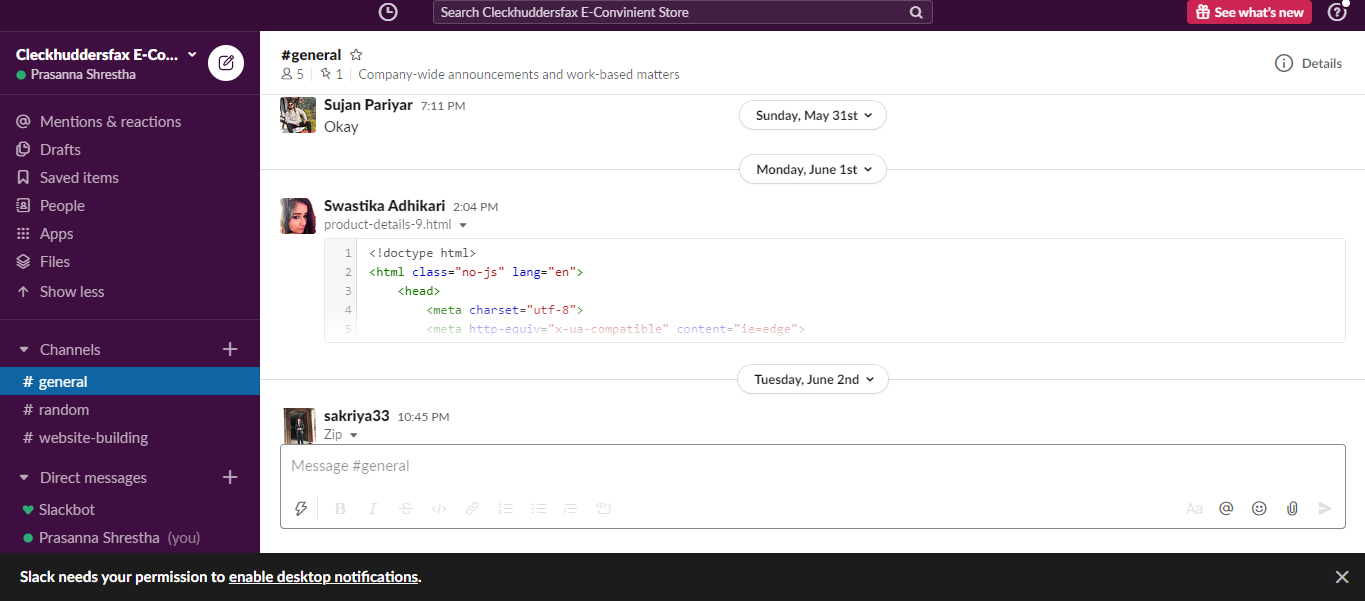 Search Cleckhuddersfax E-Convinient Store
See what's new
Cleckhuddersfax E-Co...
Prasanna Shrestha
Mentions & reactions
Drafts
Saved items
People
Apps
Files
Show less
Channels
# general
# random
# website-building
Direct messages
Slackbot
Prasanna Shrestha (you)
#general
5 | 1 | Company-wide announcements and work-based matters
Details
Sujan Pariyar 7:11 PM
Okay
Sunday, May 31st
Monday, June 1st
Swastika Adhikari 2:04 PM
product-details-9.html
1 <!doctype html>
2 <html class="no-js" lang="en">
3 <head>
4 <meta charset="utf-8">
5 <meta http-equiv="x-ua-compatible" content="ie=edge">
Tuesday, June 2nd
sakriya33 10:45 PM
Zip
Message #general
B I S </> Aa @
Slack needs your permission to enable desktop notifications.